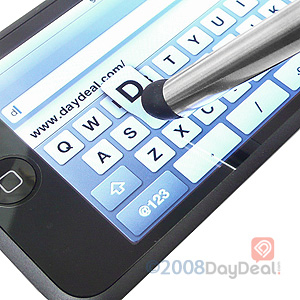 d
www.daydeal.com/
Q W D T Y U I
A S
Z X C
@123 . /
©2008DayDeal!